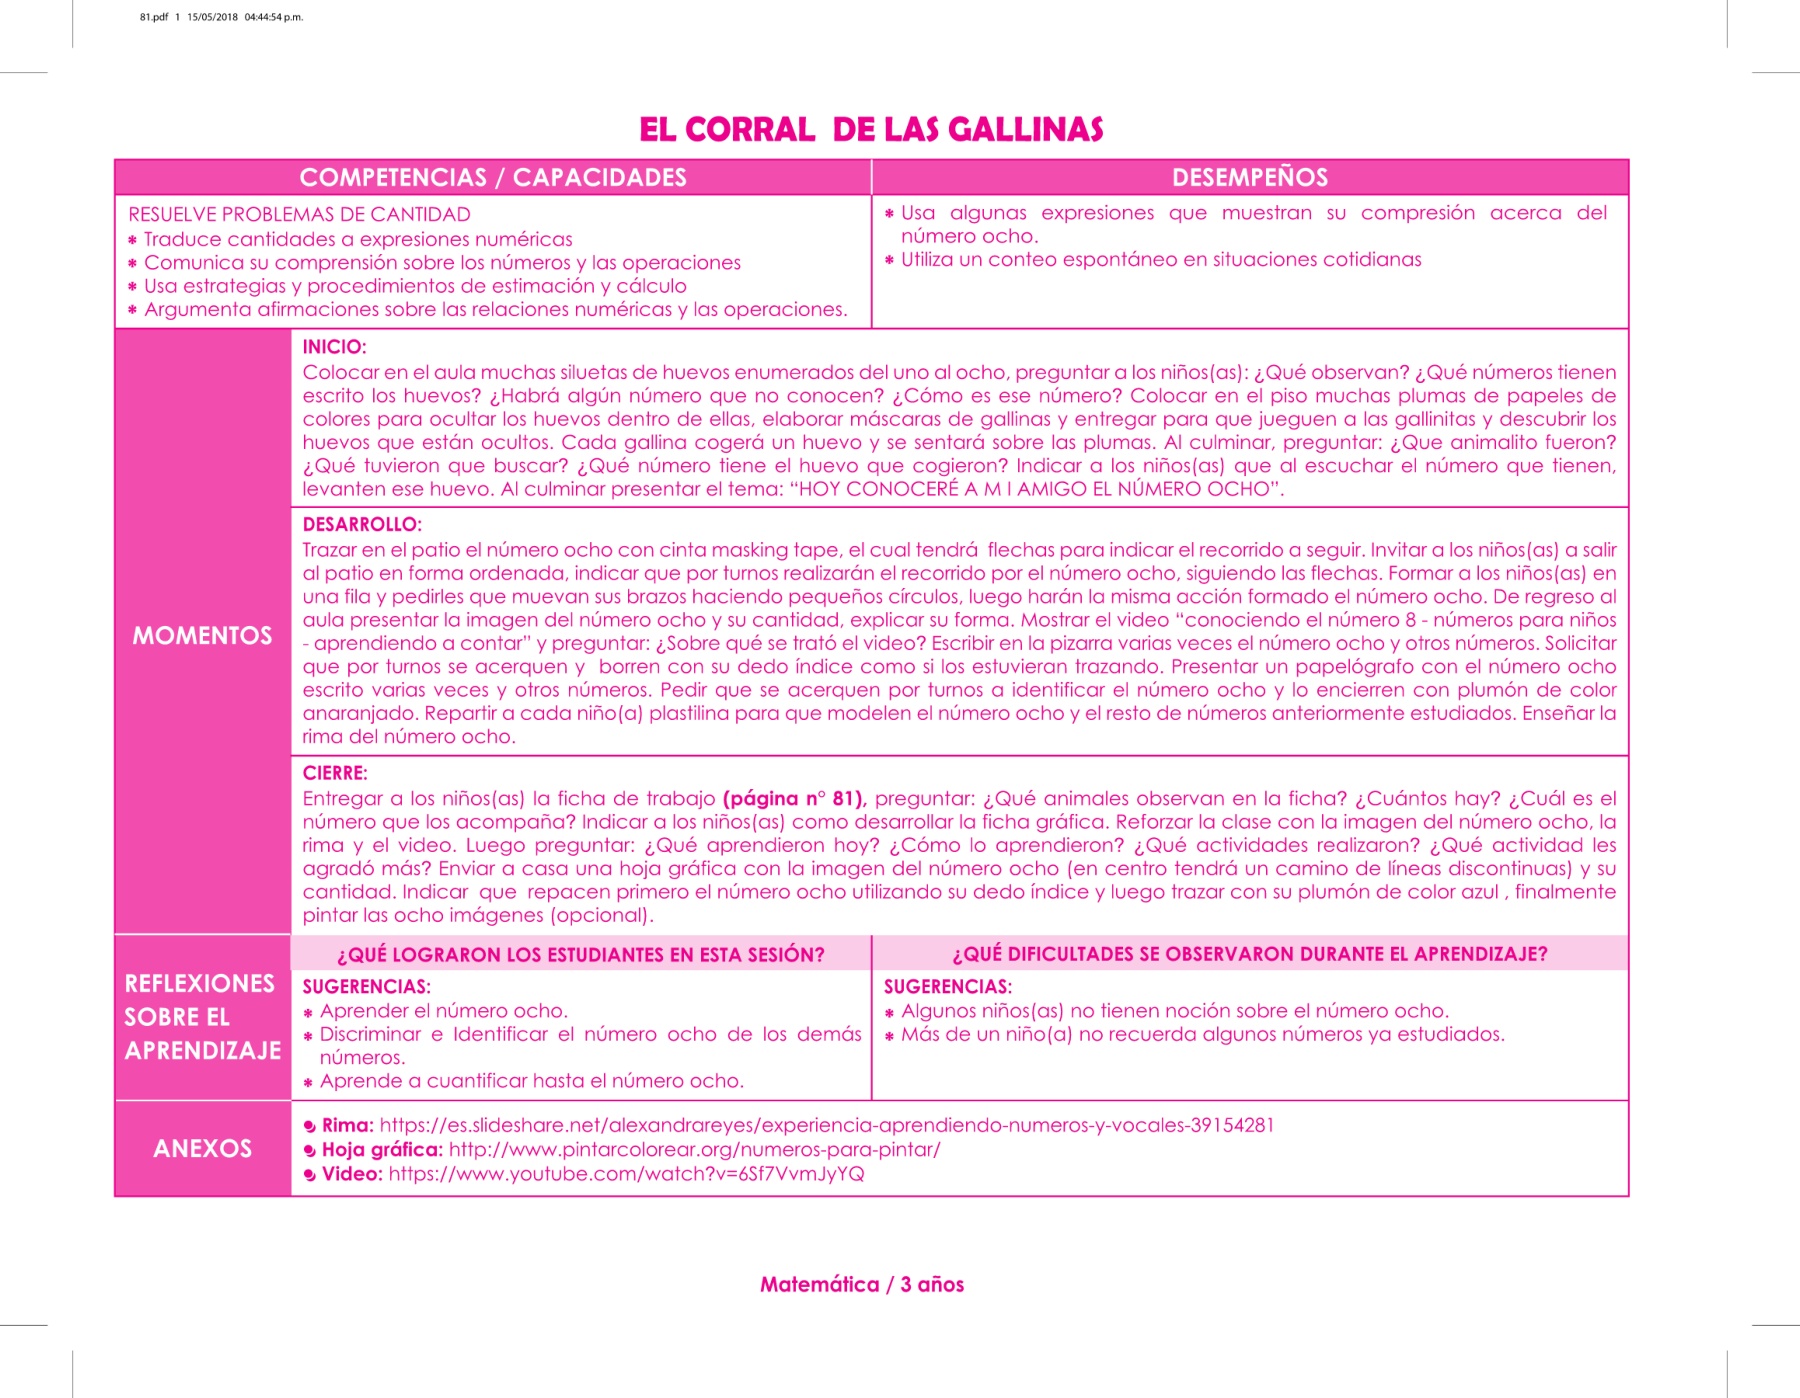 81.pdf 1 15/05/2018 04:44:54 p.m.
EL CORRAL DE LAS GALLINAS
COMPETENCIAS / CAPACIDADES
DESEMPEÑOS
RESUELVE PROBLEMAS DE CANTIDAD
* Traduce cantidades a expresiones numéricas
* Comunica su comprensión sobre los números y las operaciones
* Usa estrategias y procedimientos de estimación y cálculo
* Argumenta afirmaciones sobre las relaciones numéricas y las operaciones.
* Usa algunas expresiones que muestran su compresión acerca del
número ocho.
* Utiliza un conteo espontáneo en situaciones cotidianas
MOMENTOS
INICIO:
Colocar en el aula muchas siluetas de huevos enumerados del uno al ocho, preguntar a los niños(as): ¿Qué observan? ¿Qué números tienen
escrito los huevos? ¿Habrá algún número que no conocen? ¿Cómo es ese número? Colocar en el piso muchas plumas de papeles de
colores para ocultar los huevos dentro de ellas, elaborar máscaras de gallinas y entregar para que jueguen a las gallinitas y descubrir los
huevos que están ocultos. Cada gallina cogerá un huevo y se sentará sobre las plumas. Al culminar, preguntar: ¿Que animalito fueron?
¿Qué tuvieron que buscar? ¿Qué número tiene el huevo que cogieron? Indicar a los niños(as) que al escuchar el número que tienen,
levanten ese huevo. Al culminar presentar el tema: “HOY CONOCERÉ A M I AMIGO EL NÚMERO OCHO”.
DESARROLLO:
Trazar en el patio el número ocho con cinta masking tape, el cual tendrá flechas para indicar el recorrido a seguir. Invitar a los niños(as) a salir
al patio en forma ordenada, indicar que por turnos realizarán el recorrido por el número ocho, siguiendo las flechas. Formar a los niños(as) en
una fila y pedirles que muevan sus brazos haciendo pequeños círculos, luego harán la misma acción formado el número ocho. De regreso al
aula presentar la imagen del número ocho y su cantidad, explicar su forma. Mostrar el video “conociendo el número 8 - números para niños
- aprendiendo a contar” y preguntar: ¿Sobre qué se trató el video? Escribir en la pizarra varias veces el número ocho y otros números. Solicitar
que por turnos se acerquen y borren con su dedo índice como si los estuvieran trazando. Presentar un papelógrafo con el número ocho
escrito varias veces y otros números. Pedir que se acerquen por turnos a identificar el número ocho y lo encierren con plumón de color
anaranjado. Repartir a cada niño(a) plastilina para que modelen el número ocho y el resto de números anteriormente estudiados. Enseñar la
rima del número ocho.
CIERRE:
Entregar a los niños(as) la ficha de trabajo (página n° 81), preguntar: ¿Qué animales observan en la ficha? ¿Cuántos hay? ¿Cuál es el
número que los acompaña? Indicar a los niños(as) como desarrollar la ficha gráfica. Reforzar la clase con la imagen del número ocho, la
rima y el video. Luego preguntar: ¿Qué aprendieron hoy? ¿Cómo lo aprendieron? ¿Qué actividades realizaron? ¿Qué actividad les
agradó más? Enviar a casa una hoja gráfica con la imagen del número ocho (en centro tendrá un camino de líneas discontinuas) y su
cantidad. Indicar que repacen primero el número ocho utilizando su dedo índice y luego trazar con su plumón de color azul , finalmente
pintar las ocho imágenes (opcional).
REFLEXIONES
SOBRE EL
APRENDIZAJE
¿QUÉ LOGRARON LOS ESTUDIANTES EN ESTA SESIÓN?
SUGERENCIAS:
* Aprender el número ocho.
* Discriminar e Identificar el número ocho de los demás
números.
* Aprende a cuantificar hasta el número ocho.
¿QUÉ DIFICULTADES SE OBSERVARON DURANTE EL APRENDIZAJE?
SUGERENCIAS:
* Algunos niños(as) no tienen noción sobre el número ocho.
* Más de un niño(a) no recuerda algunos números ya estudiados.
ANEXOS
Rima: https://es.slideshare.net/alexandrareyes/experiencia-aprendiendo-numeros-y-vocales-39154281
Hoja gráfica: http://www.pintarcolorear.org/numeros-para-pintar/
Video: https://www.youtube.com/watch?v=6Sf7VvmJyYQ
Matemática / 3 años